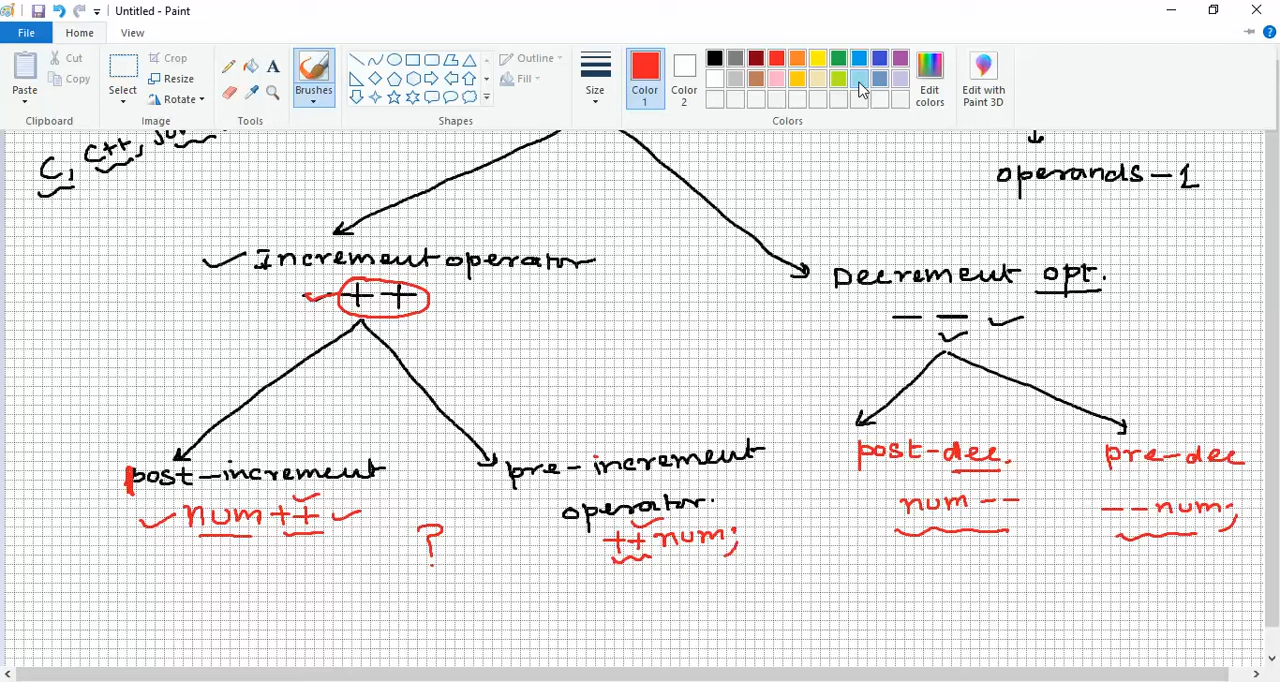 Untitled - Paint
File
Home
View
Paste
Cut
Copy
Clipboard
Select
Crop
Resize
Rotate
Image
A
Tools
Brushes
Outline
Fill
Shapes
Size
Color
1
Color
2
Edit
colors
Edit with
Paint 3D
Colors
C, C++,
operands - 1
Increment operator
++
Decrement opt.
--
post-increment
num ++
?
pre-increment
operator.
++num;
post-dec.
num --
pre-dec
--num;